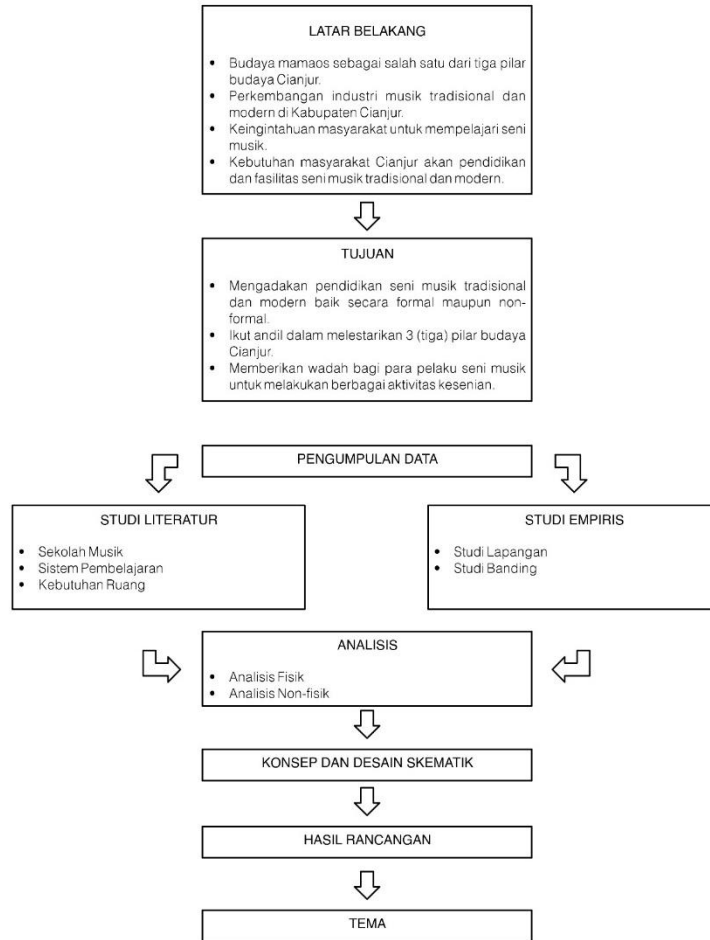 LATAR BELAKANG
• Budaya mamaos sebagai salah satu dari tiga pilar
budaya Cianjur.
• Perkembangan industri musik tradisional dan
modern di Kabupaten Cianjur.
• Keingintahuan masyarakat untuk mempelajari seni
musik.
• Kebutuhan masyarakat Cianjur akan pendidikan
dan fasilitas seni musik tradisional dan modern.
TUJUAN
• Mengadakan pendidikan seni musik tradisional
dan modern baik secara formal maupun non-
formal.
• Ikut andil dalam melestarikan 3 (tiga) pilar budaya
Cianjur.
• Memberikan wadah bagi para pelaku seni musik
untuk melakukan berbagai aktivitas kesenian.
PENGUMPULAN DATA
STUDI LITERATUR
• Sekolah Musik
• Sistem Pembelajaran
• Kebutuhan Ruang
STUDI EMPIRIS
• Studi Lapangan
• Studi Banding
ANALISIS
• Analisis Fisik
• Analisis Non-fisik
KONSEP DAN DESAIN SKEMATIK
HASIL RANCANGAN
TEMA